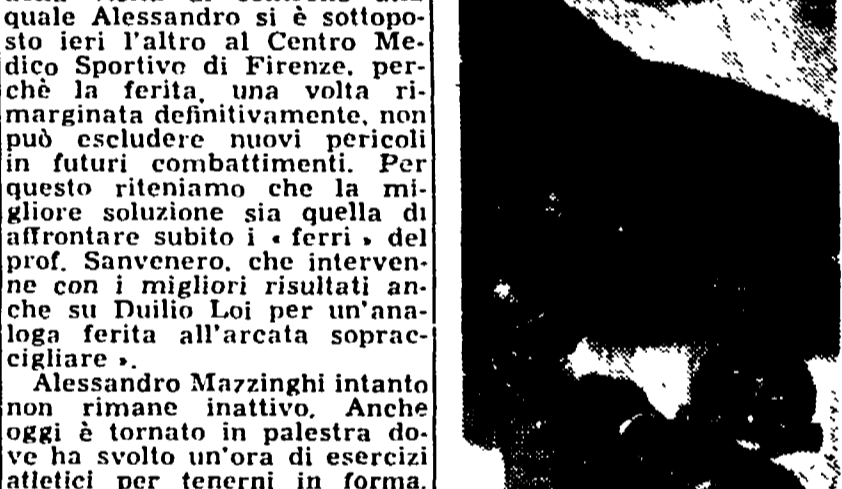 quale Alessandro si è sottopo-
sto ieri l'altro al Centro Me-
dico Sportivo di Firenze, per-
chè la ferita, una volta ri-
marginata definitivamente, non
può escludere nuovi pericoli
in futuri combattimenti. Per
questo riteniamo che la mi-
gliore soluzione sia quella di
affrontare subito i « ferri » del
prof. Sanvenero, che interven-
ne con i migliori risultati an-
che su Duilio Loi per un'ana-
loga ferita all'arcata soprac-
cigliare ».
Alessandro Mazzinghi intanto
non rimane inattivo. Anche
oggi è tornato in palestra do-
ve ha svolto un'ora di esercizi
atletici per tenerni in forma.